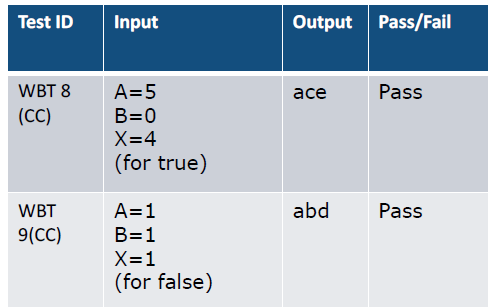 Test ID Input Output Pass/Fail
WBT 8 A=5 ace Pass
(CC) B=0
X=4
(for true)
WBT A=1 abd Pass
9(CC) B=1
X=1
(for false)